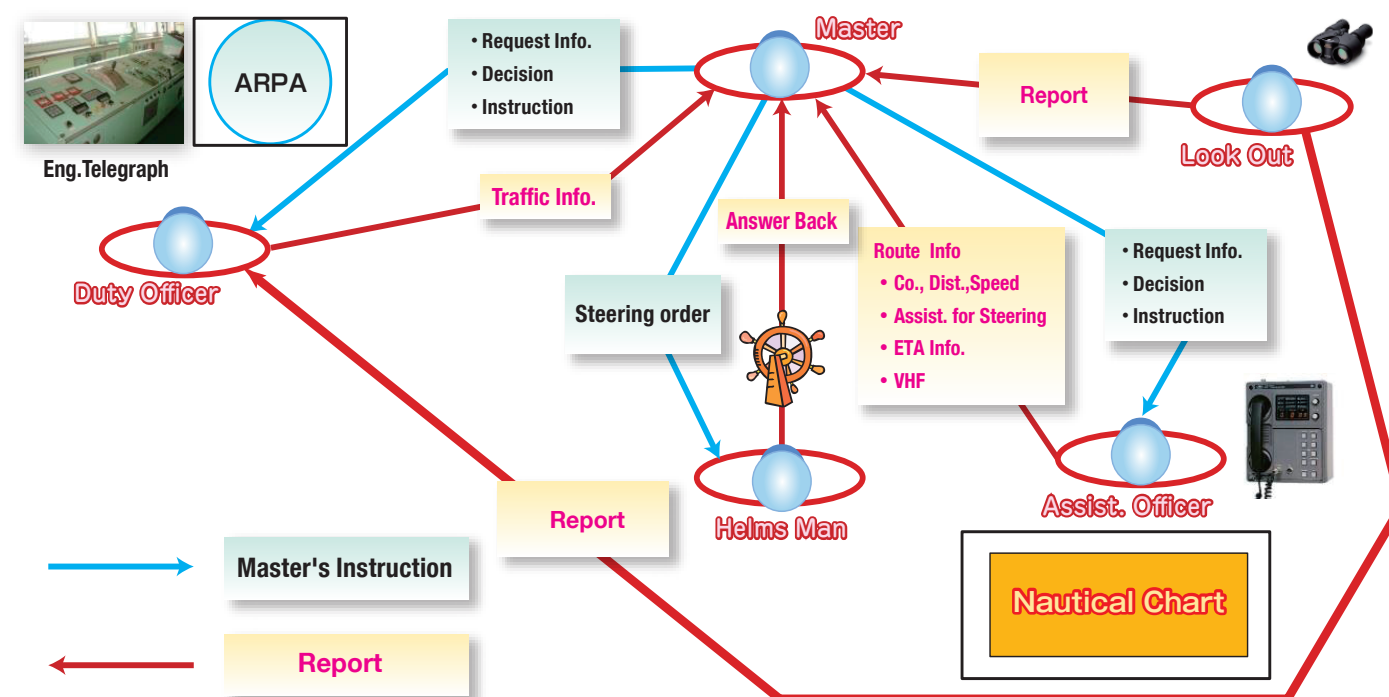 Master
• Request Info.
• Decision
• Instruction
ARPA
Report
Eng.Telegraph
Look Out
Traffic Info.
Answer Back
Duty Officer
Route Info
• Co., Dist.,Speed
• Assist. for Steering
• ETA Info.
• VHF
• Request Info.
• Decision
• Instruction
Steering order
Report
Helms Man
Assist. Officer
Master's Instruction
Nautical Chart
Report